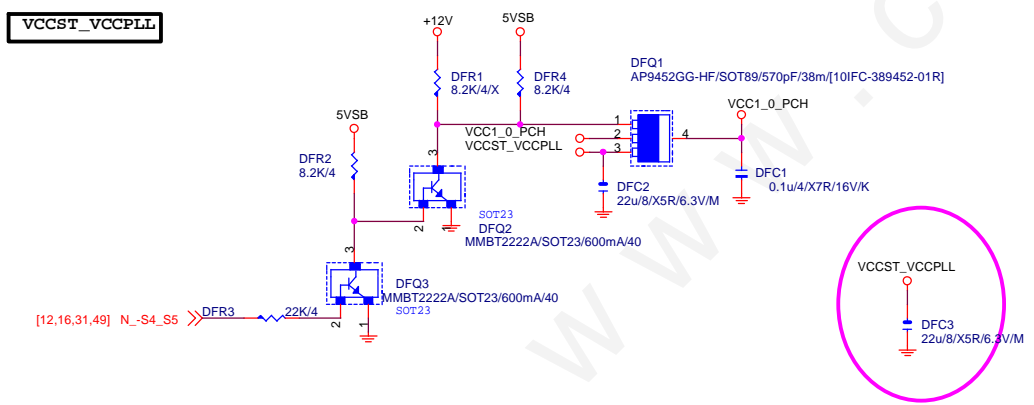 VCCST_VCCPLL
+12V
5VSB
DFR1
8.2K/4/X
DFR4
8.2K/4
DFQ1
AP9452GG-HF/SOT89/570pF/38m/[10IFC-389452-01R]
VCC1_0_PCH
5VSB
1
VCC1_0_PCH
2
4
VCCST_VCCPLL
3
DFR2
8.2K/4
3
DFC2
22u/8/X5R/6.3V/M
DFC1
0.1u/4/X7R/16V/K
SOT23
2
1
DFQ2
MMBT2222A/SOT23/600mA/40
3
DFQ3
MMBT2222A/SOT23/600mA/40
SOT23
[12,16,31,49] N_-S4_S5
DFR3
22K/4
2
1
VCCST_VCCPLL
DFC3
22u/8/X5R/6.3V/M
w w w . c